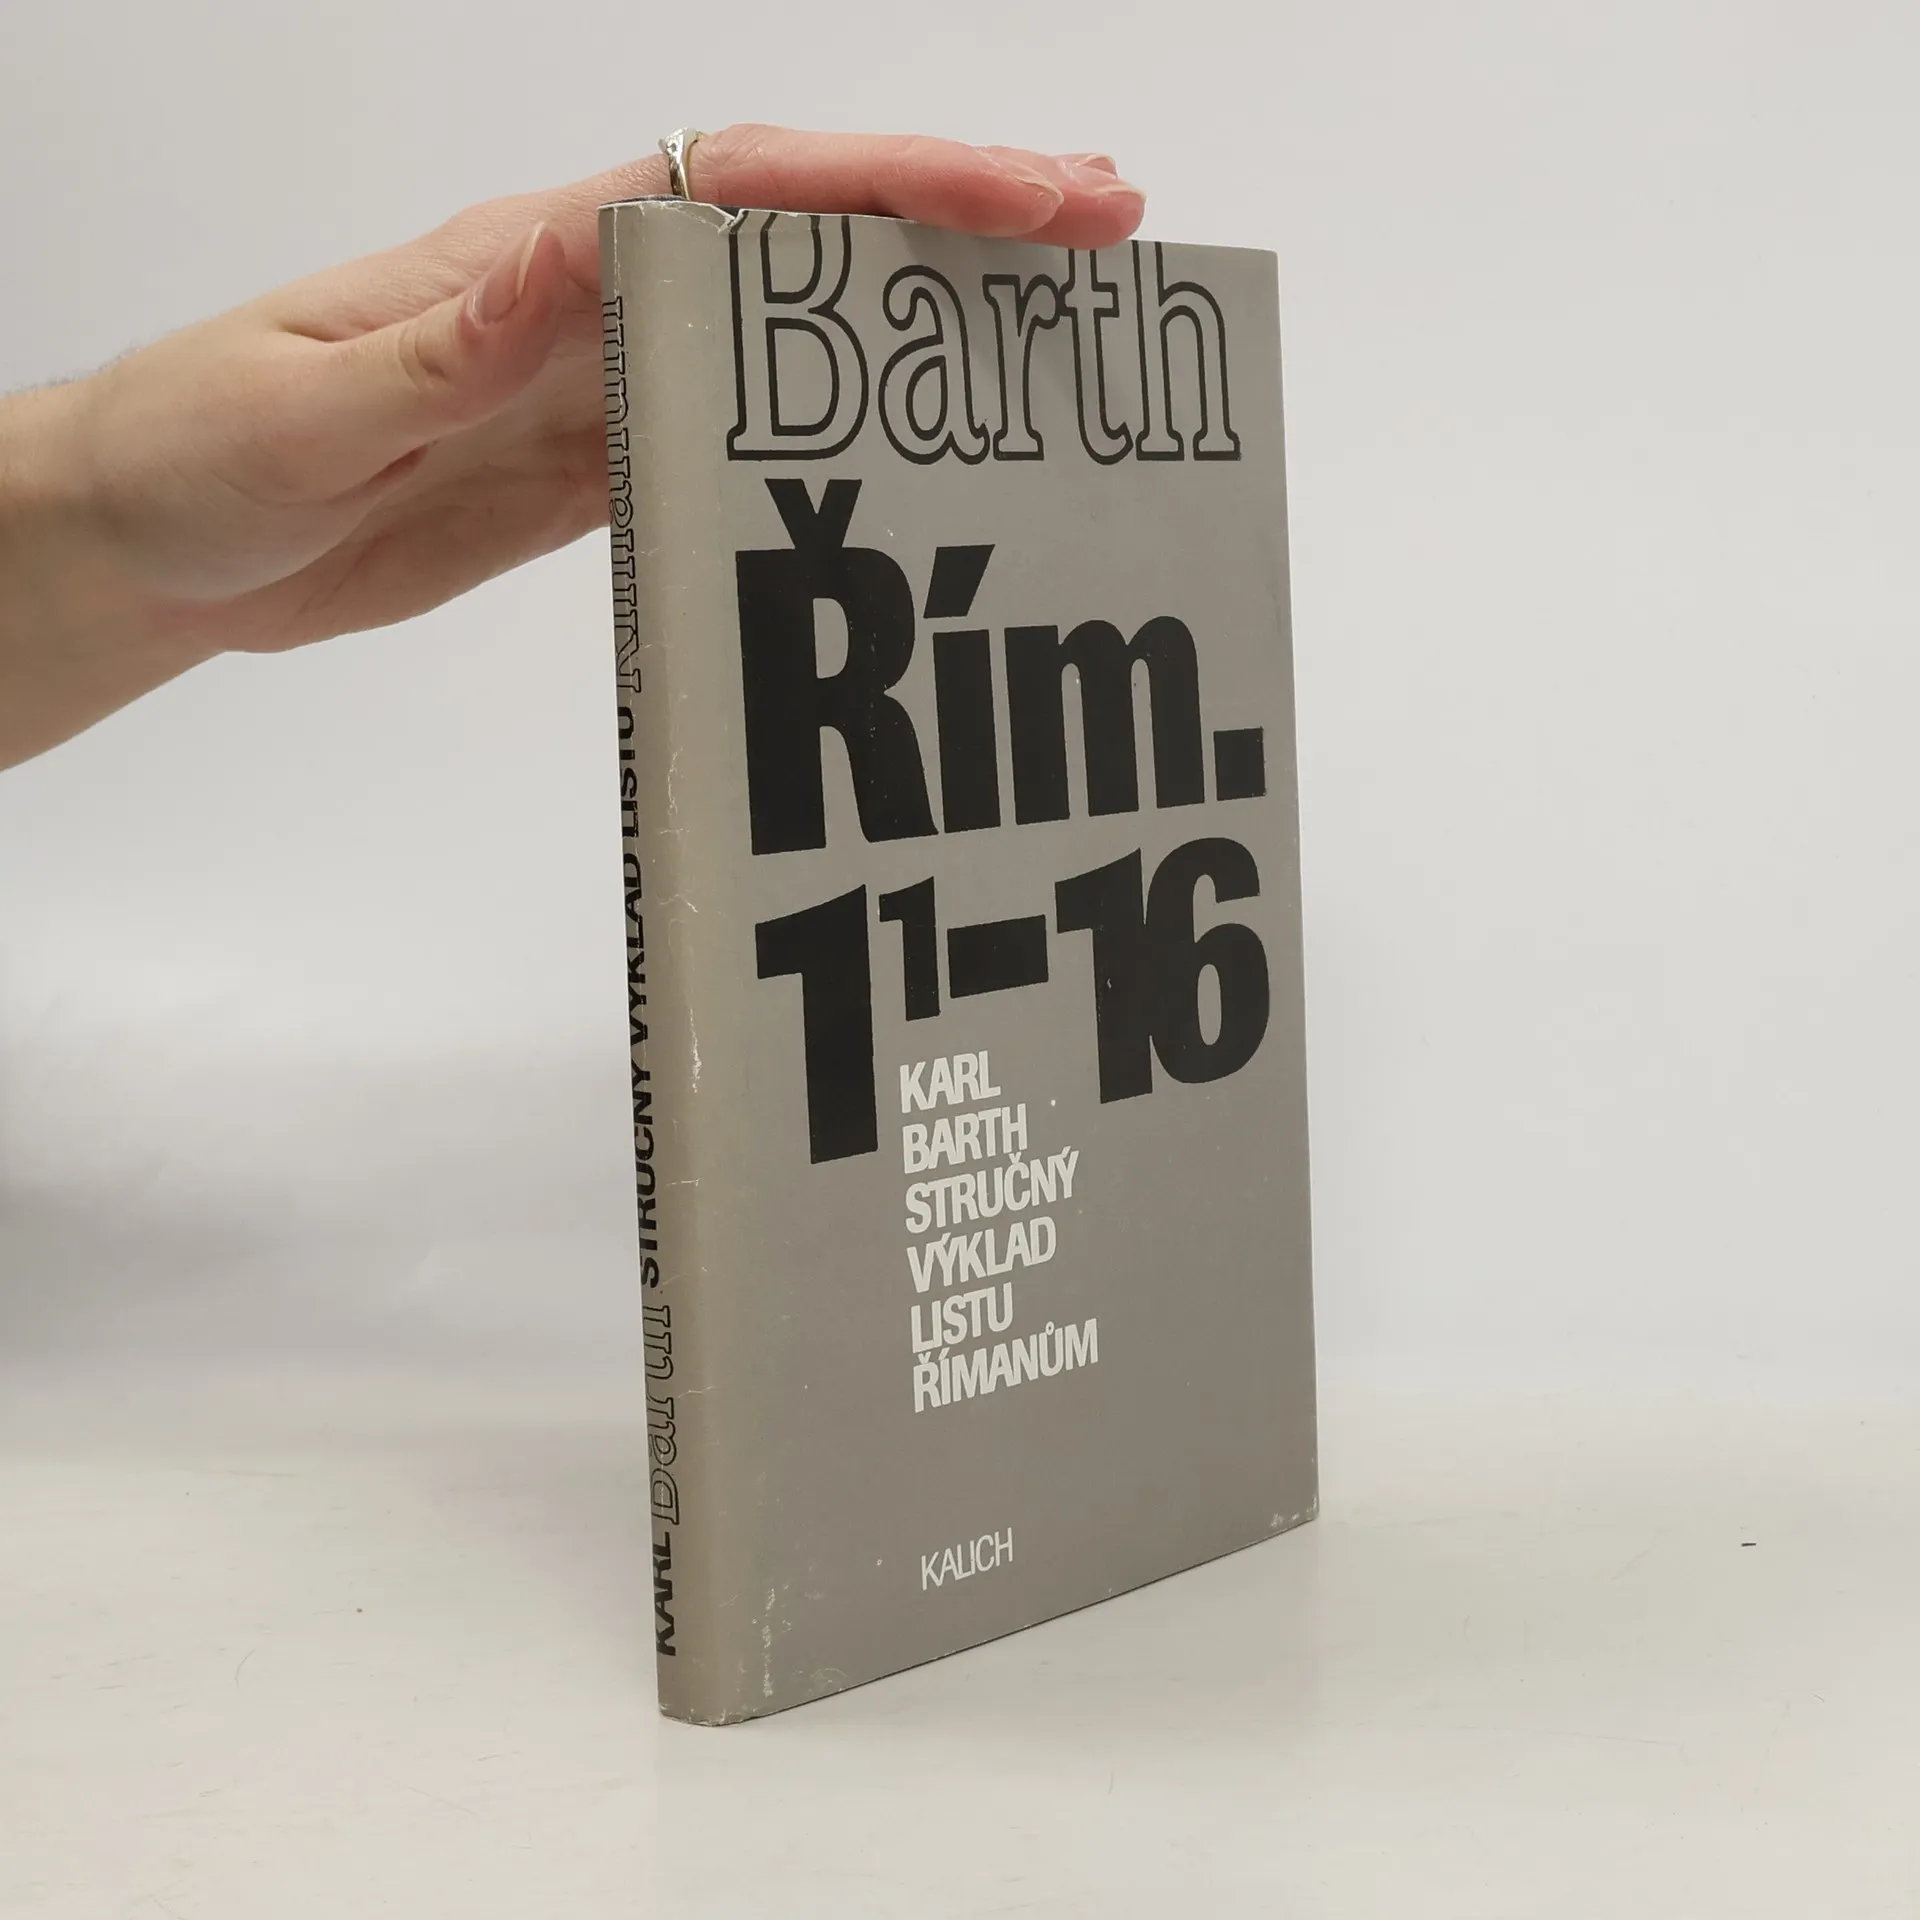 Barth
Řím.
1¹-16
KARL
BARTH
STRUČNÝ
VÝKLAD
LISTU
ŘÍMANŮM
KALICH
KARL Barth STRUČNÝ VÝKLAD LISTU Římanům